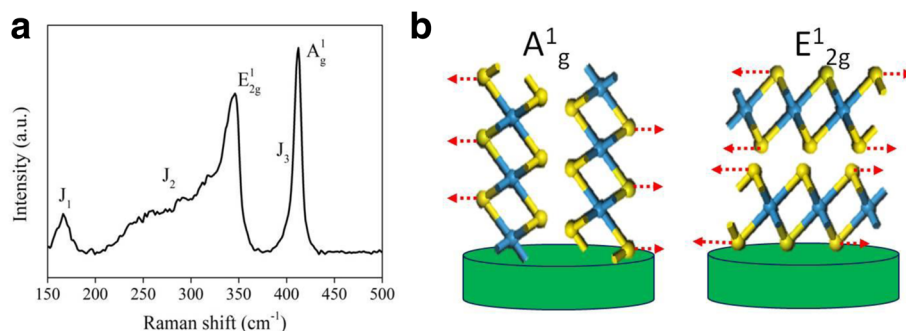 a
Intensity (a.u.)
J₁
J₂
E¹₂g
J₃
A¹g
150 200 250 300 350 400 450 500
Raman shift (cm⁻¹)
b
A¹g
E¹₂g